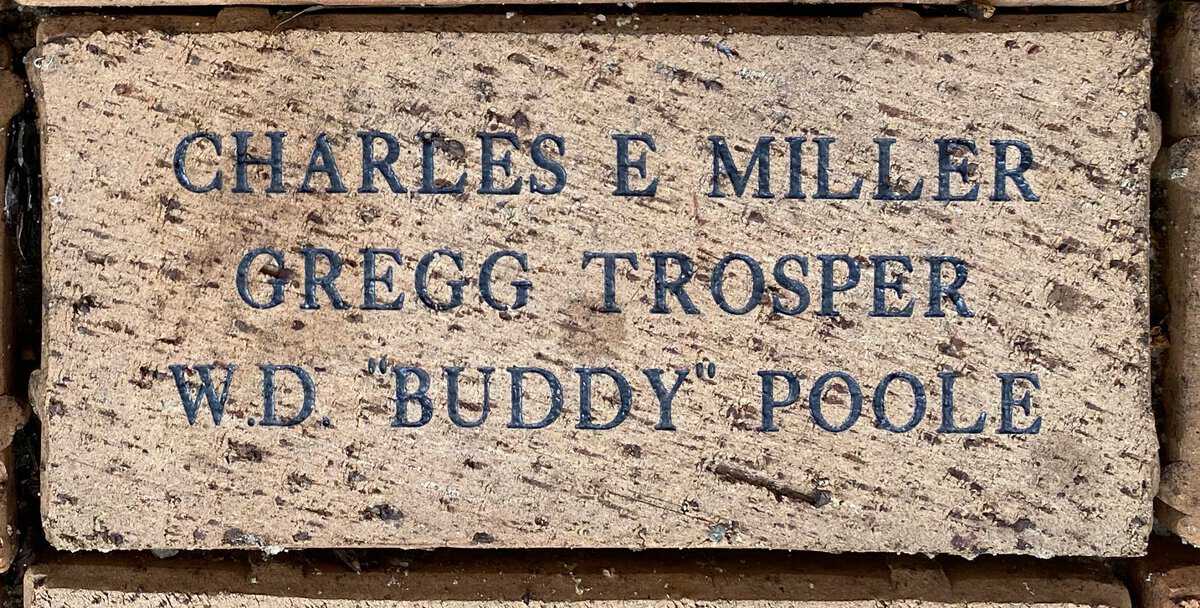 CHARLES E MILLER
GREGG TROSPER
W.D. "BUDDY" POOLE